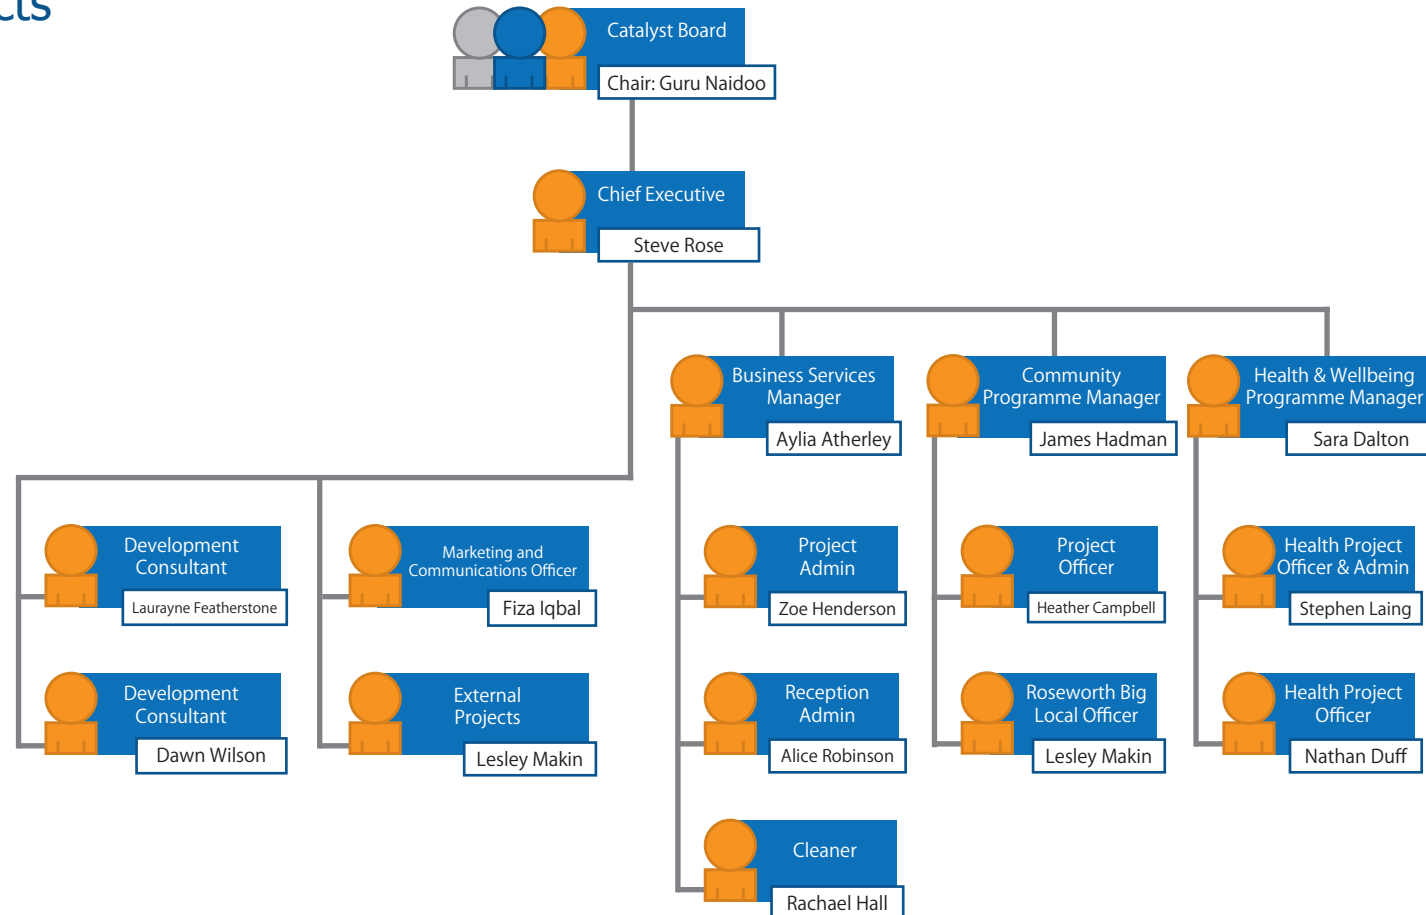 cts
Catalyst Board
Chair: Guru Naidoo
Chief Executive
Steve Rose
Business Services
Manager
Aylia Atherley
Community
Programme Manager
James Hadman
Health & Wellbeing
Programme Manager
Sara Dalton
Development
Consultant
Laurayne Featherstone
Marketing and
Communications Officer
Fiza Iqbal
Project
Admin
Zoe Henderson
Project
Officer
Heather Campbell
Health Project
Officer & Admin
Stephen Laing
Development
Consultant
Dawn Wilson
External
Projects
Lesley Makin
Reception
Admin
Alice Robinson
Roseworth Big
Local Officer
Lesley Makin
Health Project
Officer
Nathan Duff
Cleaner
Rachael Hall